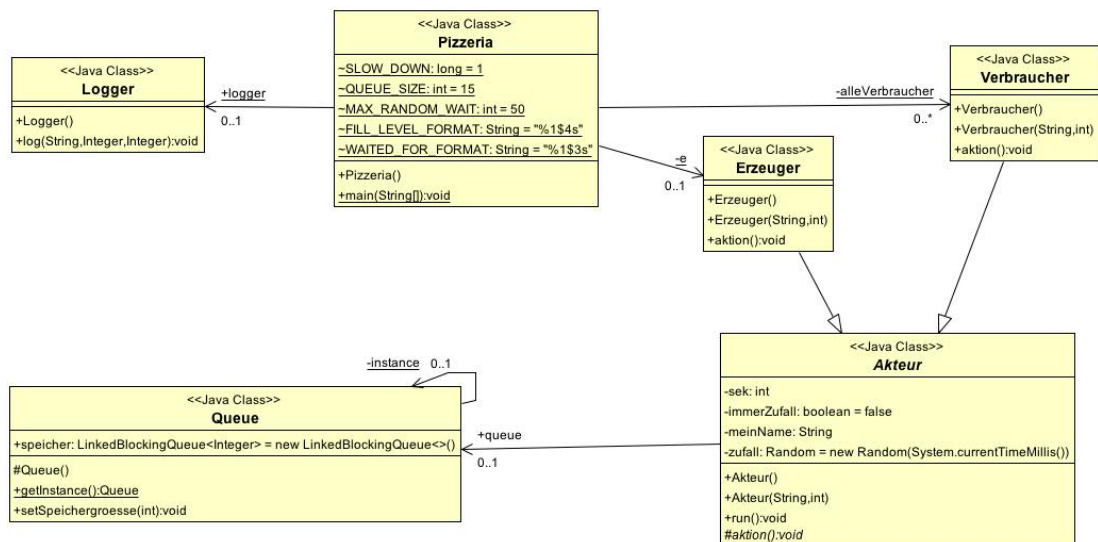 <<Java Class>>
Pizzeria
~SLOW_DOWN: long = 1
~QUEUE_SIZE: int = 15
~MAX_RANDOM_WAIT: int = 50
~FILL_LEVEL_FORMAT: String = "%1$4s"
~WAITED_FOR_FORMAT: String = "%1$3s"
+Pizzeria()
+main(String[]):void
<<Java Class>>
Logger
+Logger()
+log(String,Integer,Integer):void
+logger
0..1
-alleVerbraucher
0..*
<<Java Class>>
Verbraucher
+Verbraucher()
+Verbraucher(String,int)
+aktion():void
-e
0..1
<<Java Class>>
Erzeuger
+Erzeuger()
+Erzeuger(String,int)
+aktion():void
<<Java Class>>
Akteur
-sek: int
-immerZufall: boolean = false
-meinName: String
-zufall: Random = new Random(System.currentTimeMillis())
+Akteur()
+Akteur(String,int)
+run():void
#aktion():void
-instance
0..1
<<Java Class>>
Queue
+speicher: LinkedBlockingQueue<Integer> = new LinkedBlockingQueue<>()
#Queue()
+getInstance():Queue
+setSpeichergroesse(int):void
+queue
0..1